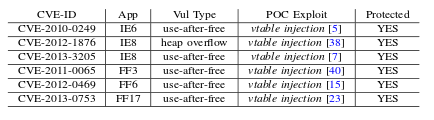 CVE-ID App Vul Type POC Exploit Protected
CVE-2010-0249 IE6 use-after-free vtable injection [5] YES
CVE-2012-1876 IE8 heap overflow vtable injection [38] YES
CVE-2013-3205 IE8 use-after-free vtable injection [7] YES
CVE-2011-0065 FF3 use-after-free vtable injection [40] YES
CVE-2012-0469 FF6 use-after-free vtable injection [15] YES
CVE-2013-0753 FF17 use-after-free vtable injection [23] YES